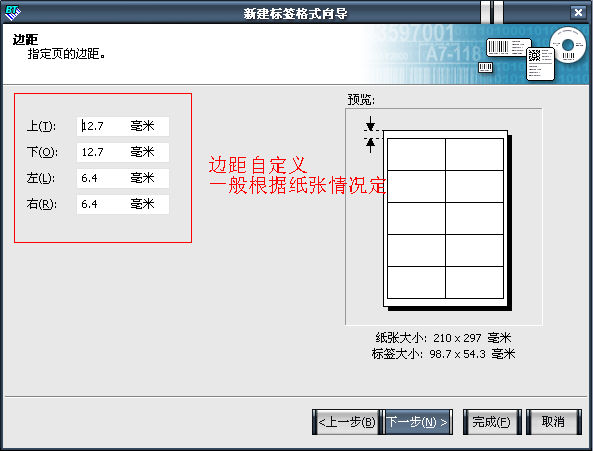 BT
新建标签格式向导
边距
指定页的边距。
3597001
A7-118
上(T): 12.7 毫米
下(O): 12.7 毫米
左(L): 6.4 毫米
右(R): 6.4 毫米
边距自定义
一般根据纸张情况定
预览:
纸张大小: 210 x 297 毫米
标签大小: 98.7 x 54.3 毫米
<上一步(B)
下一步(N) >
完成(F)
取消